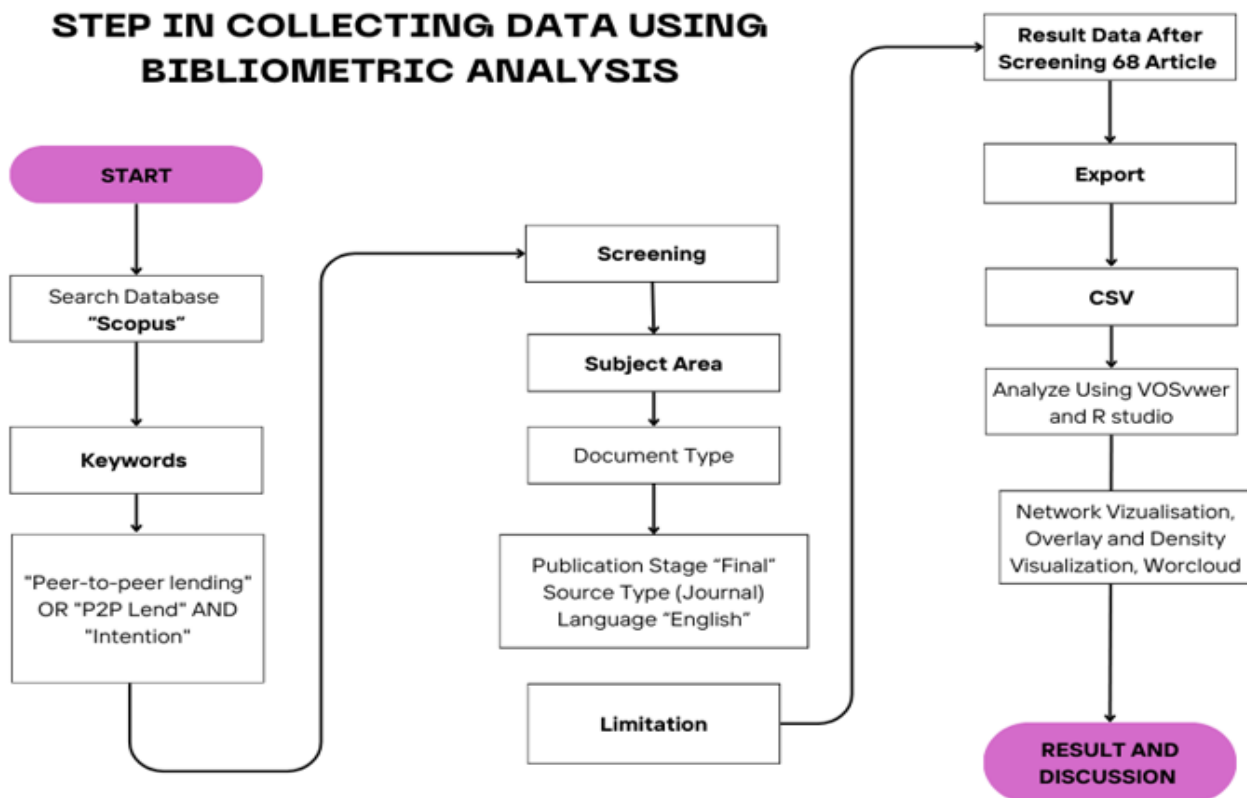 STEP IN COLLECTING DATA USING
BIBLIOMETRIC ANALYSIS
START
Search Database
“Scopus”
Keywords
"Peer-to-peer lending"
OR "P2P Lend" AND
"Intention"
Screening
Subject Area
Document Type
Publication Stage “Final”
Source Type (Journal)
Language “English”
Limitation
Result Data After
Screening 68 Article
Export
CSV
Analyze Using VOSvwer
and R studio
Network Vizualisation,
Overlay and Density
Visualization, Worcloud
RESULT AND
DISCUSSION